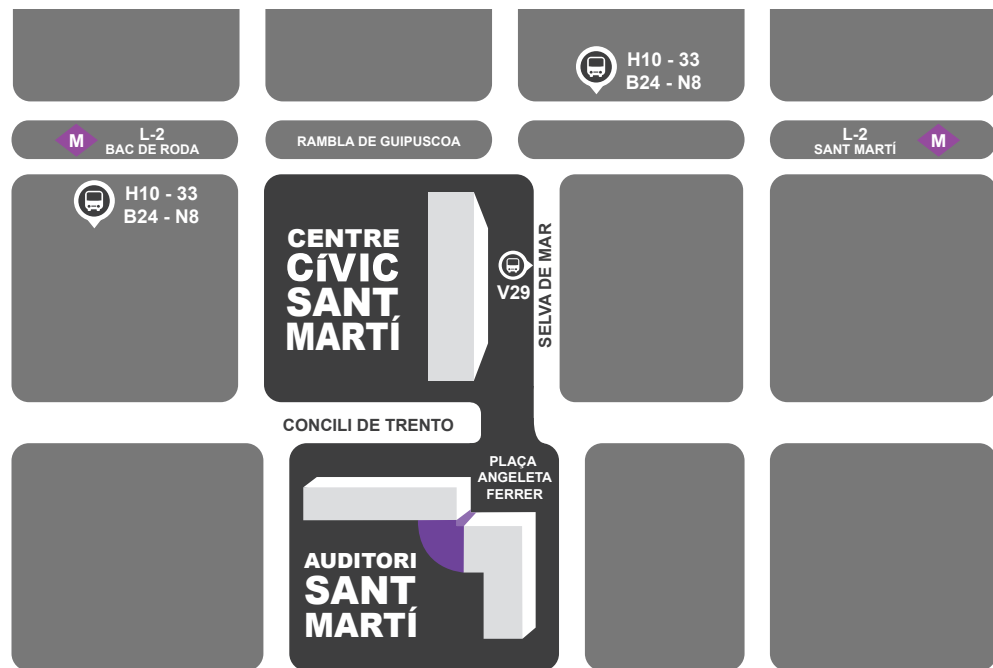 H10 - 33
B24 - N8
M
L-2
BAC DE RODA
RAMBLA DE GUIPUSCOA
L-2
SANT MARTÍ
M
H10 - 33
B24 - N8
CENTRE
CÍVIC
SANT
MARTÍ
V29
SELVA DE MAR
CONCILI DE TRENTO
PLAÇA
ANGELETA
FERRER
AUDITORI
SANT
MARTÍ